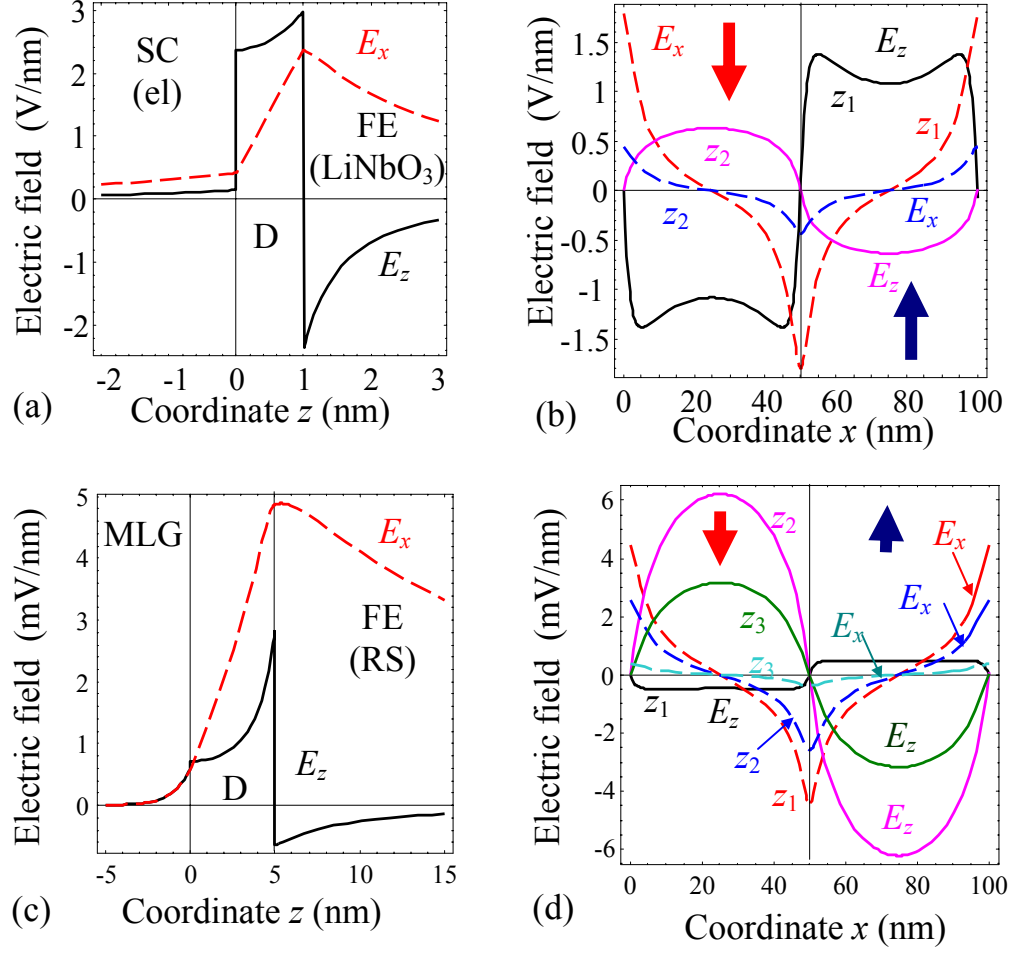 3
2
1
0
-1
-2
Electric field (V/nm)
SC
(el)
E_x
FE
(LiNbO₃)
D
E_z
-2 -1 0 1 2 3
Coordinate z (nm)
(a)
1.5
1
0.5
0
-0.5
-1
-1.5
Electric field (V/nm)
E_x
E_z
z₁
z₁
z₂
z₂
E_x
E_z
0 20 40 60 80 100
Coordinate x (nm)
(b)
5
4
3
2
1
0
Electric field (mV/nm)
MLG
E_x
FE
(RS)
D
E_z
-5 0 5 10 15
Coordinate z (nm)
(c)
6
4
2
0
-2
-4
-6
Electric field (mV/nm)
z₂
E_x
E_x
z₃
E_x
z₃
z₁
E_z
E_z
z₂
z₁
E_z
0 20 40 60 80 100
Coordinate x (nm)
(d)